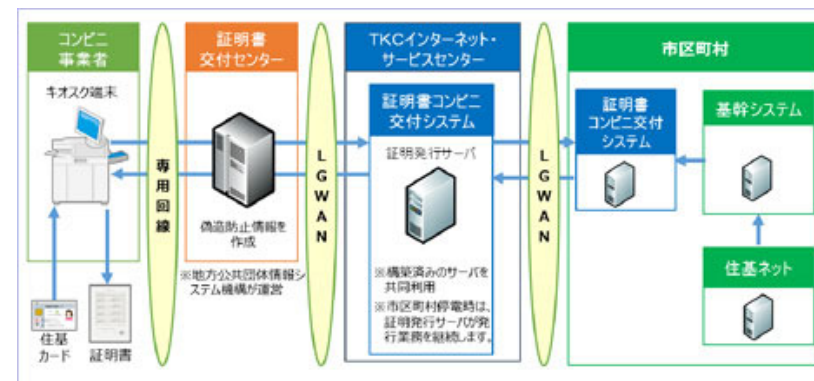 コンビニ
事業者
キオスク端末
住基
カード
証明書
専用回線
証明書
交付センター
偽造防止情報を
作成
※地方公共団体情報シ
ステム機構が運営
LGWAN
TKCインターネット・
サービスセンター
証明書コンビニ
交付システム
証明発行サーバ
※構築済みのサーバを
共同利用
※市区町村停電時は、
証明発行サーバが発
行業務を継続します。
LGWAN
市区町村
証明書
コンビニ交付
システム
基幹システム
住基ネット